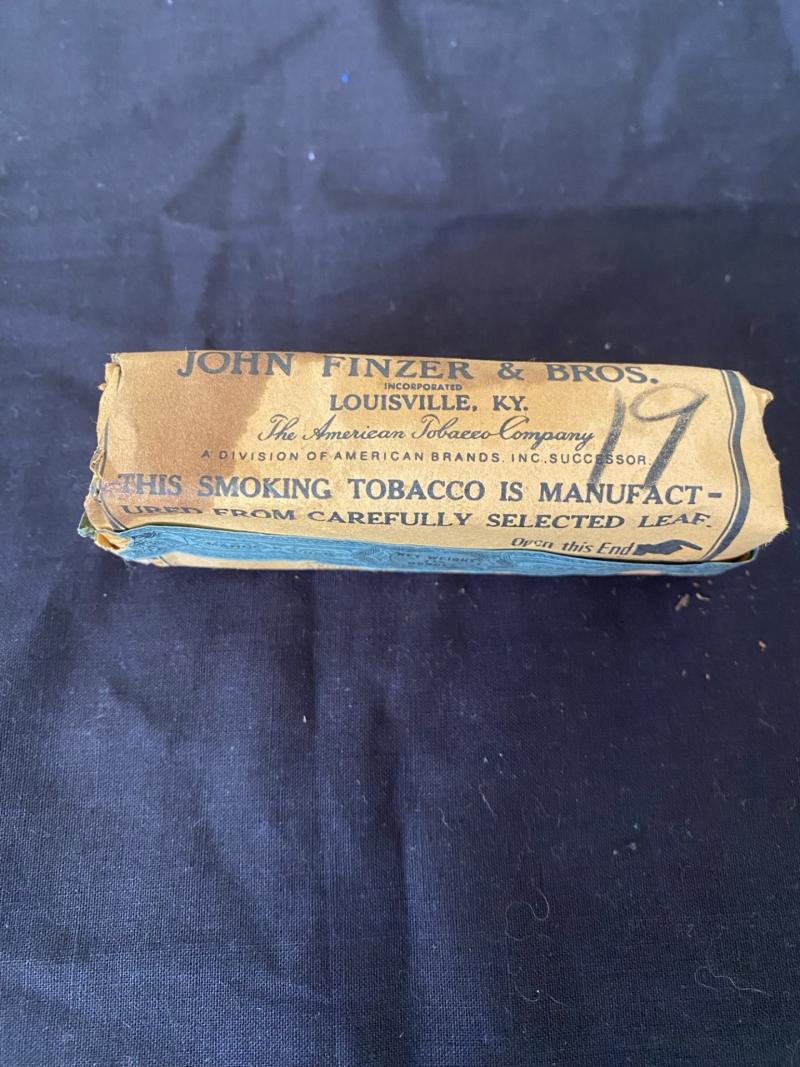 JOHN FINZER & BROS.
INCORPORATED
LOUISVILLE, KY.
The American Tobacco Company
A DIVISION OF AMERICAN BRANDS, INC. SUCCESSOR.
19
THIS SMOKING TOBACCO IS MANUFACT-
URED FROM CAREFULLY SELECTED LEAF.
Open this End
NET WEIGHT